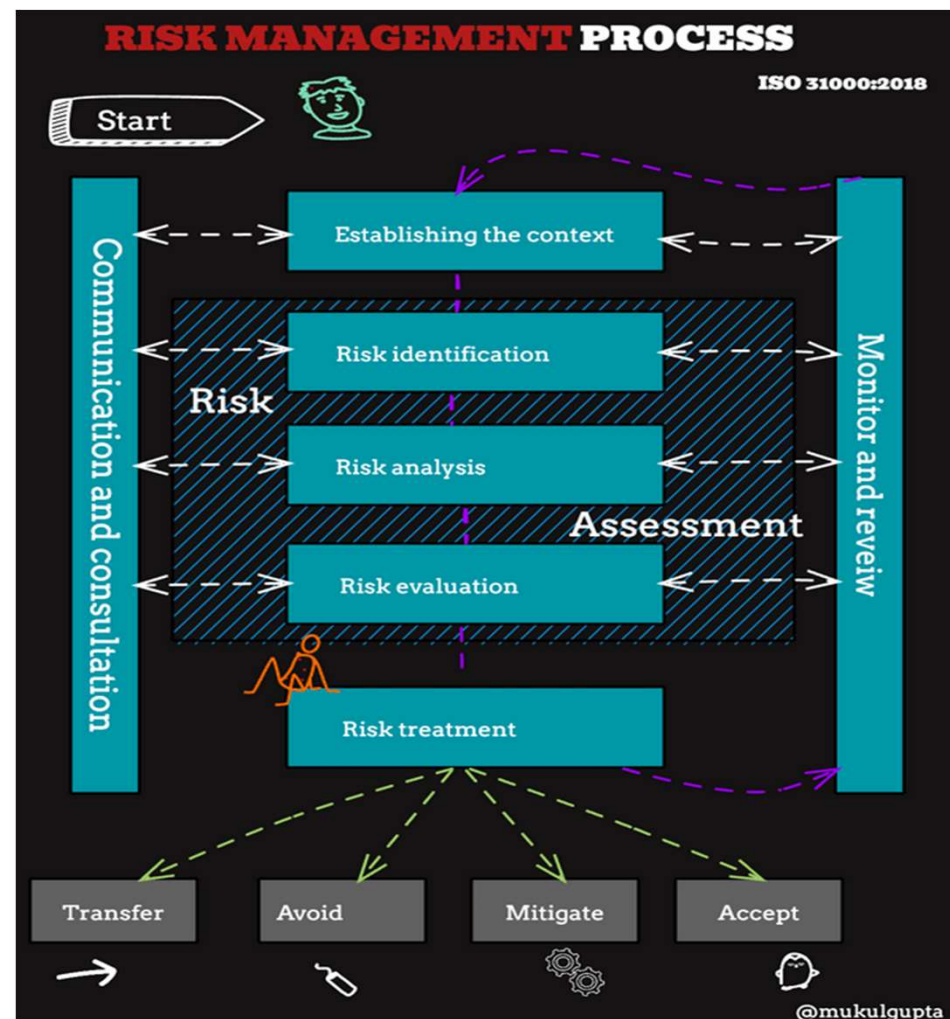 RISK MANAGEMENT PROCESS
ISO 31000:2018
Start
Establishing the context
Communication and consultation
Risk identification
Monitor and reveiw
Risk
Risk analysis
Assessment
Risk evaluation
Risk treatment
Transfer
Avoid
Mitigate
Accept
@mukulgupta